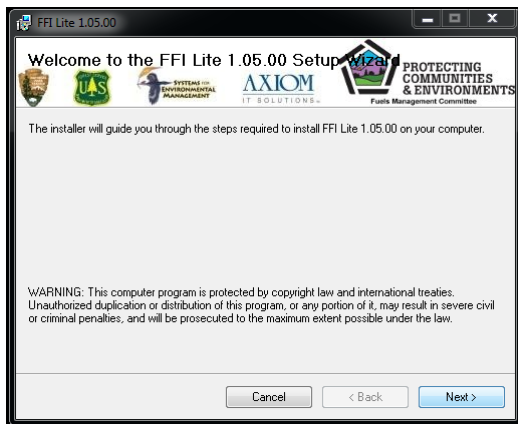 FFI Lite 1.05.00
Welcome to the FFI Lite 1.05.00 Setup Wizard
UAS
SYSTEMS FOR
ENVIRONMENTAL
MANAGEMENT
AXIOM
IT SOLUTIONS
PROTECTING
COMMUNITIES
& ENVIRONMENTS
Fuels Management Committee
The installer will guide you through the steps required to install FFI Lite 1.05.00 on your computer.
WARNING: This computer program is protected by copyright law and international treaties.
Unauthorized duplication or distribution of this program, or any portion of it, may result in severe civil
or criminal penalties, and will be prosecuted to the maximum extent possible under the law.
Cancel
< Back
Next >